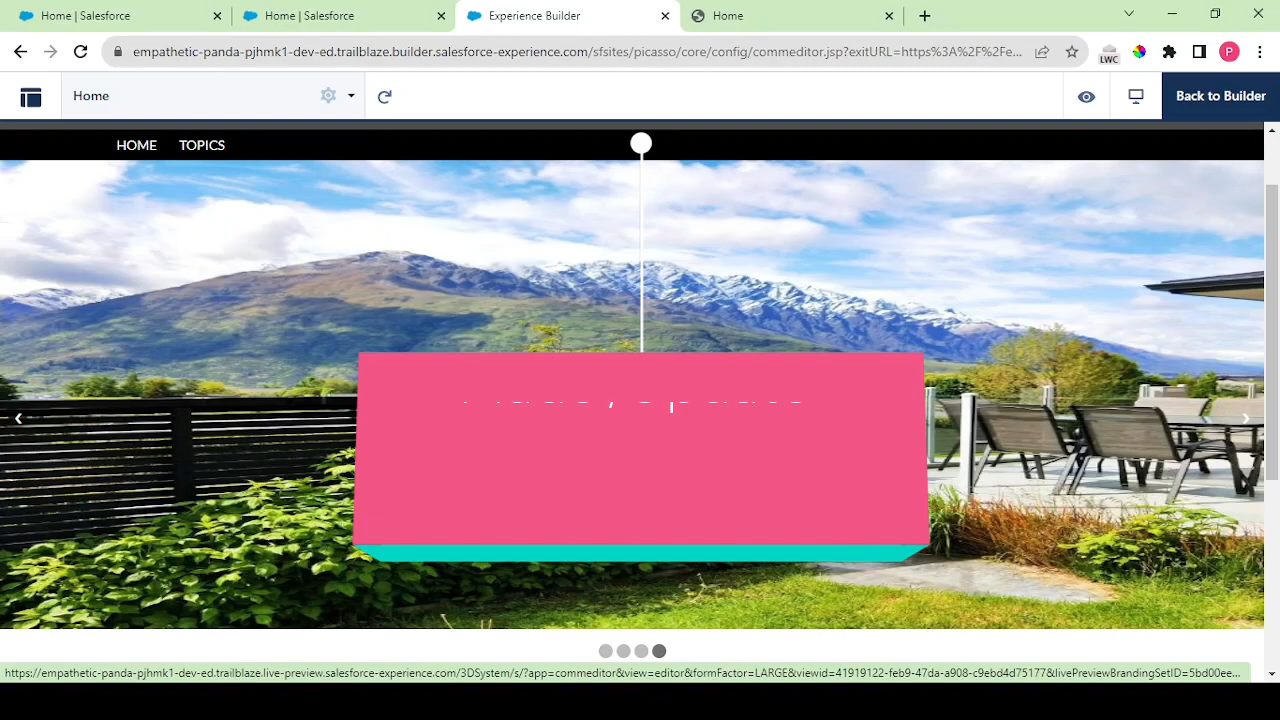 Home | Salesforce
Home | Salesforce
Experience Builder
Home
empathetic-panda-pjhmk1-dev-ed.trailblaze.builder.salesforce-experience.com/sfsites/picasso/core/config/commeditor.jsp?exitURL=https%3A%2F%2Fe...
LWC
P
Home
Back to Builder
HOME TOPICS
https://empathetic-panda-pjhmk1-dev-ed.trailblaze.live-preview.salesforce-experience.com/3DSystem/s/?app=commeditor&view=editor&formFactor=LARGE&viewid=41919122-feb9-47da-a908-c9ebd4d75177&livePreviewBrandingSetID=5bd00ee...